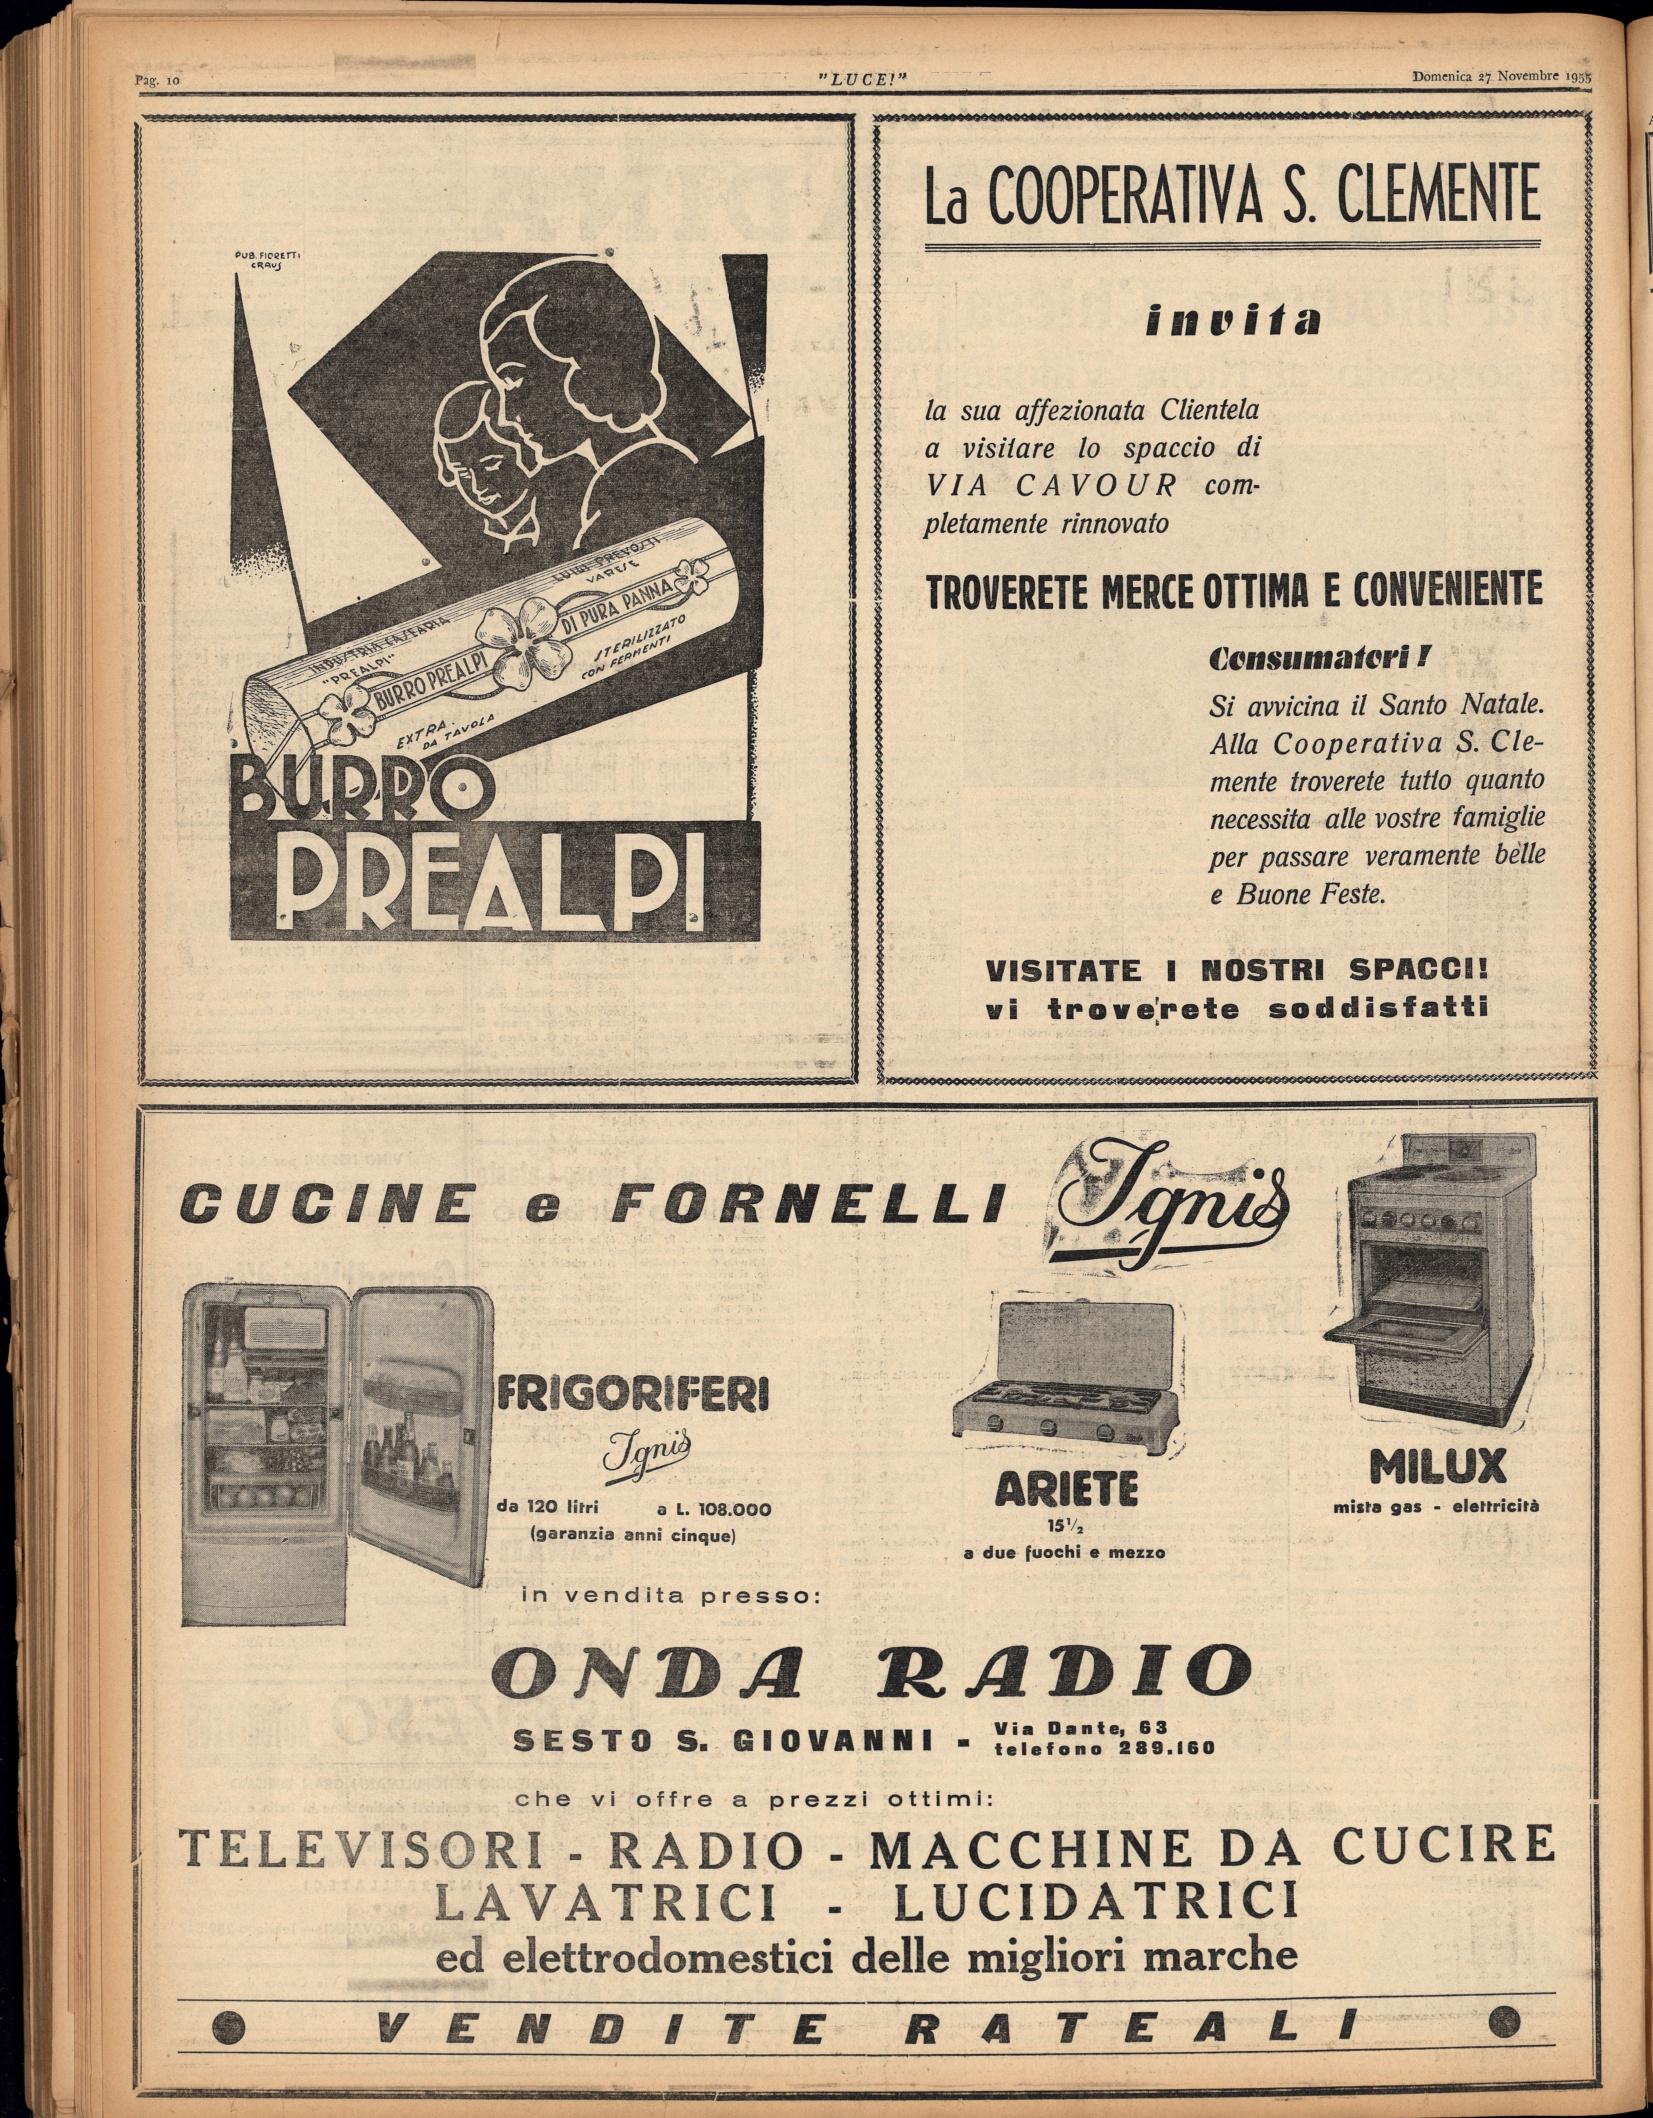 Pag. 10
"LUCE!"
Domenica 27 Novembre 1955
PUB. FIORETTI
CRAUS
LUIGI PREVOSTI
VARESE
INDUSTRIA CASEARIA
"PREALPI"
BURRO PREALPI
DI PURA PANNA
STERILIZZATO
CON FERMENTI
EXTRA
DA TAVOLA
BURRO
PREALPI
La COOPERATIVA S. CLEMENTE
invita
la sua affezionata Clientela
a visitare lo spaccio di
VIA CAVOUR com-
pletamente rinnovato
TROVERETE MERCE OTTIMA E CONVENIENTE
Consumatori!
Si avvicina il Santo Natale.
Alla Cooperativa S. Cle-
mente troverete tutto quanto
necessita alle vostre famiglie
per passare veramente belle
e Buone Feste.
VISITATE I NOSTRI SPACCI!
vi troverete soddisfatti
CUCINE e FORNELLI Ignis
FRIGORIFERI
Ignis
da 120 litri a L. 108.000
(garanzia anni cinque)
ARIETE
15 1/2
a due fuochi e mezzo
MILUX
mista gas - elettricità
in vendita presso:
ONDA RADIO
SESTO S. GIOVANNI - Via Dante, 63
telefono 289.160
che vi offre a prezzi ottimi:
TELEVISORI - RADIO - MACCHINE DA CUCIRE
LAVATRICI - LUCIDATRICI
ed elettrodomestici delle migliori marche
VENDITE RATEALI